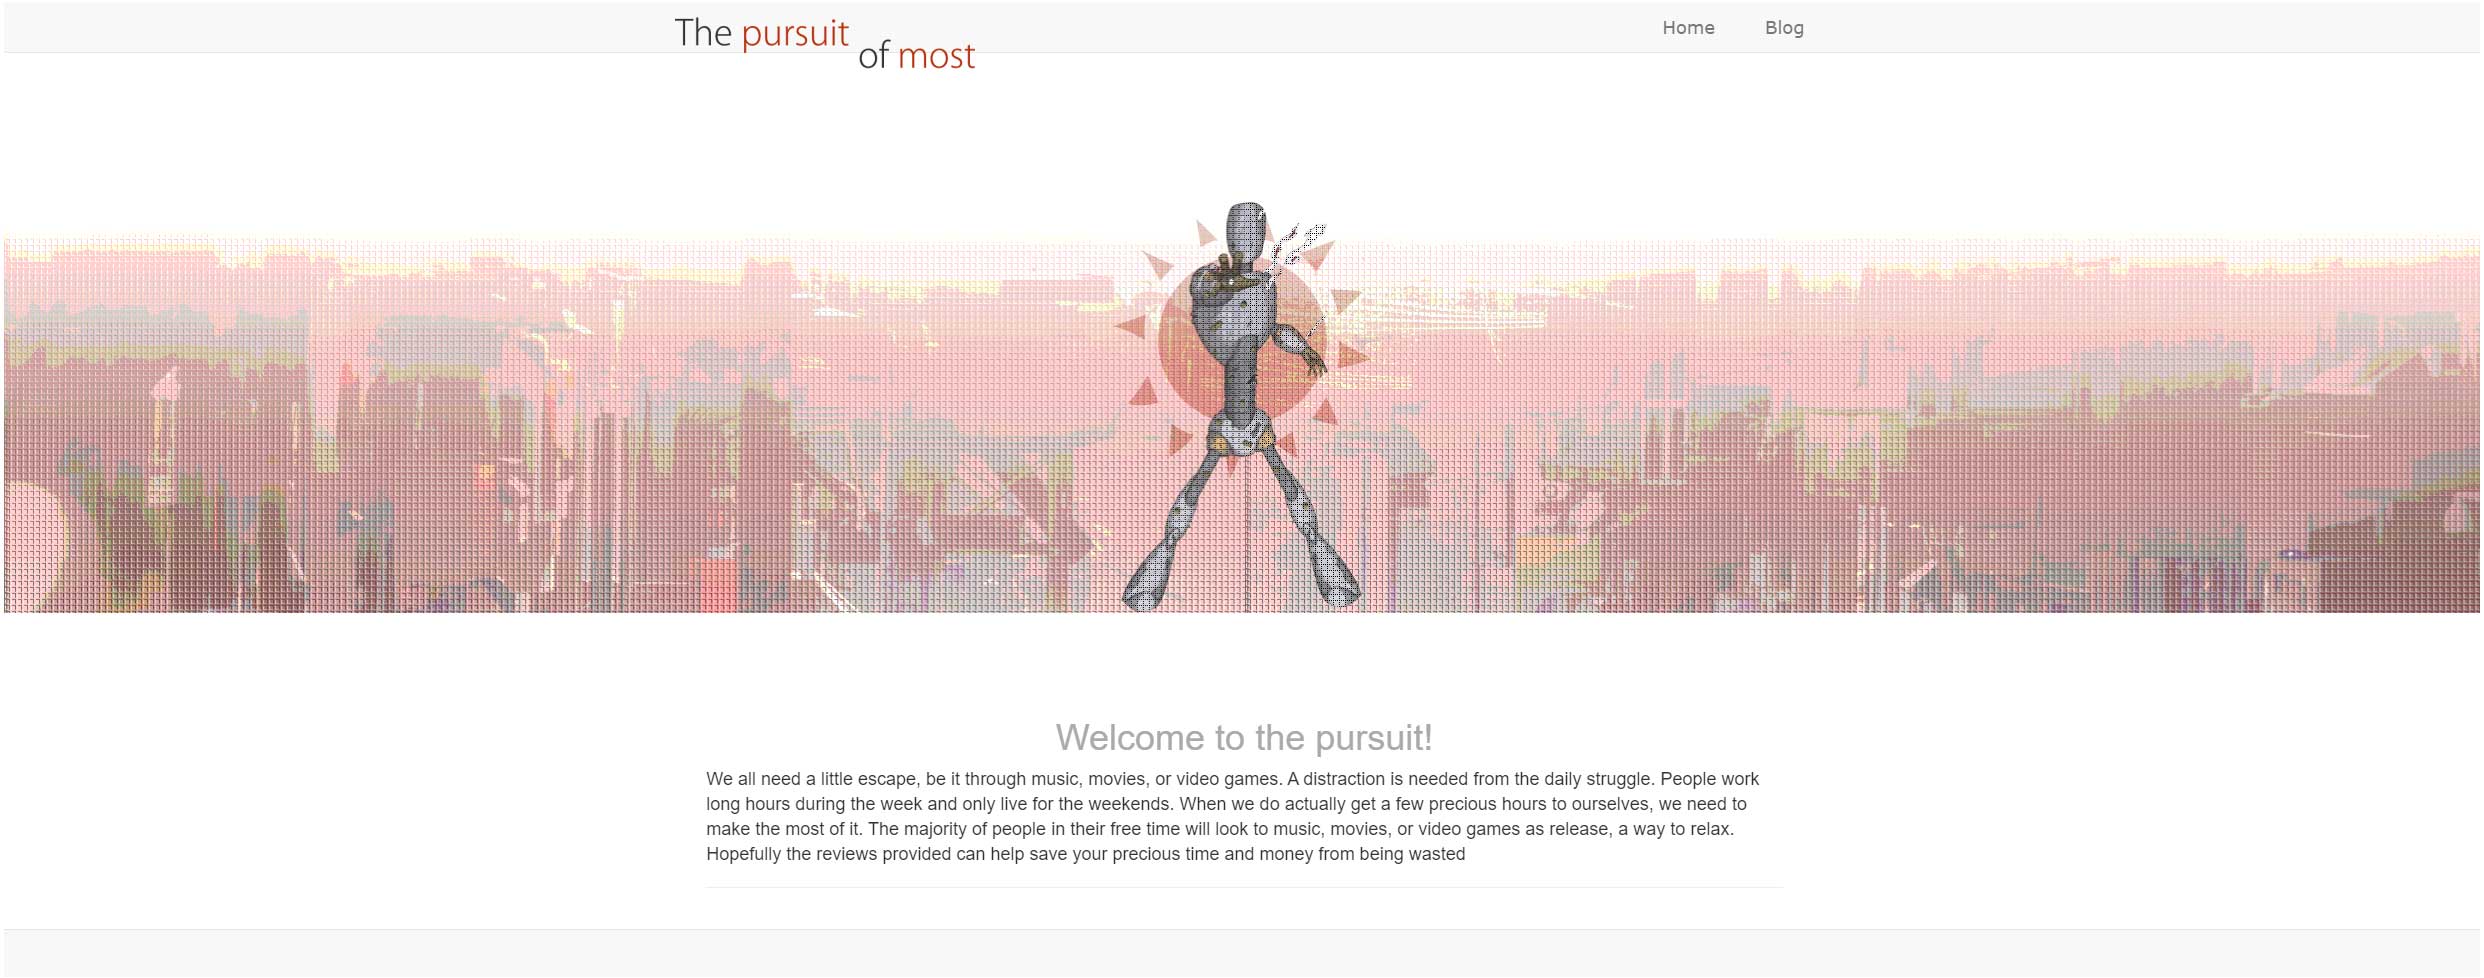 The pursuit
of most
Home Blog
Welcome to the pursuit!
We all need a little escape, be it through music, movies, or video games. A distraction is needed from the daily struggle. People work
long hours during the week and only live for the weekends. When we do actually get a few precious hours to ourselves, we need to
make the most of it. The majority of people in their free time will look to music, movies, or video games as release, a way to relax.
Hopefully the reviews provided can help save your precious time and money from being wasted